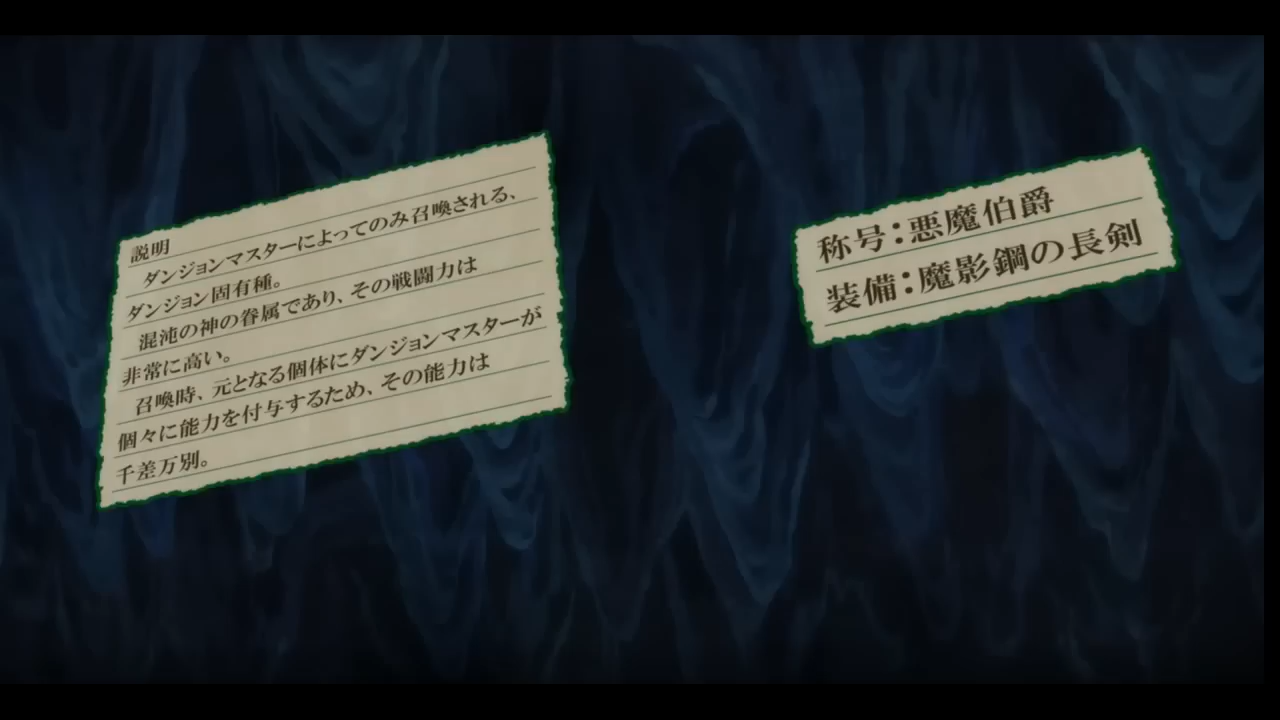 説明
ダンジョンマスターによってのみ召喚される、
ダンジョン固有種。
混沌の神の眷属であり、その戦闘力は
非常に高い。
召喚時、元となる個体にダンジョンマスターが
個々に能力を付与するため、その能力は
千差万別。
称号：悪魔伯爵
装備：魔影鋼の長剣